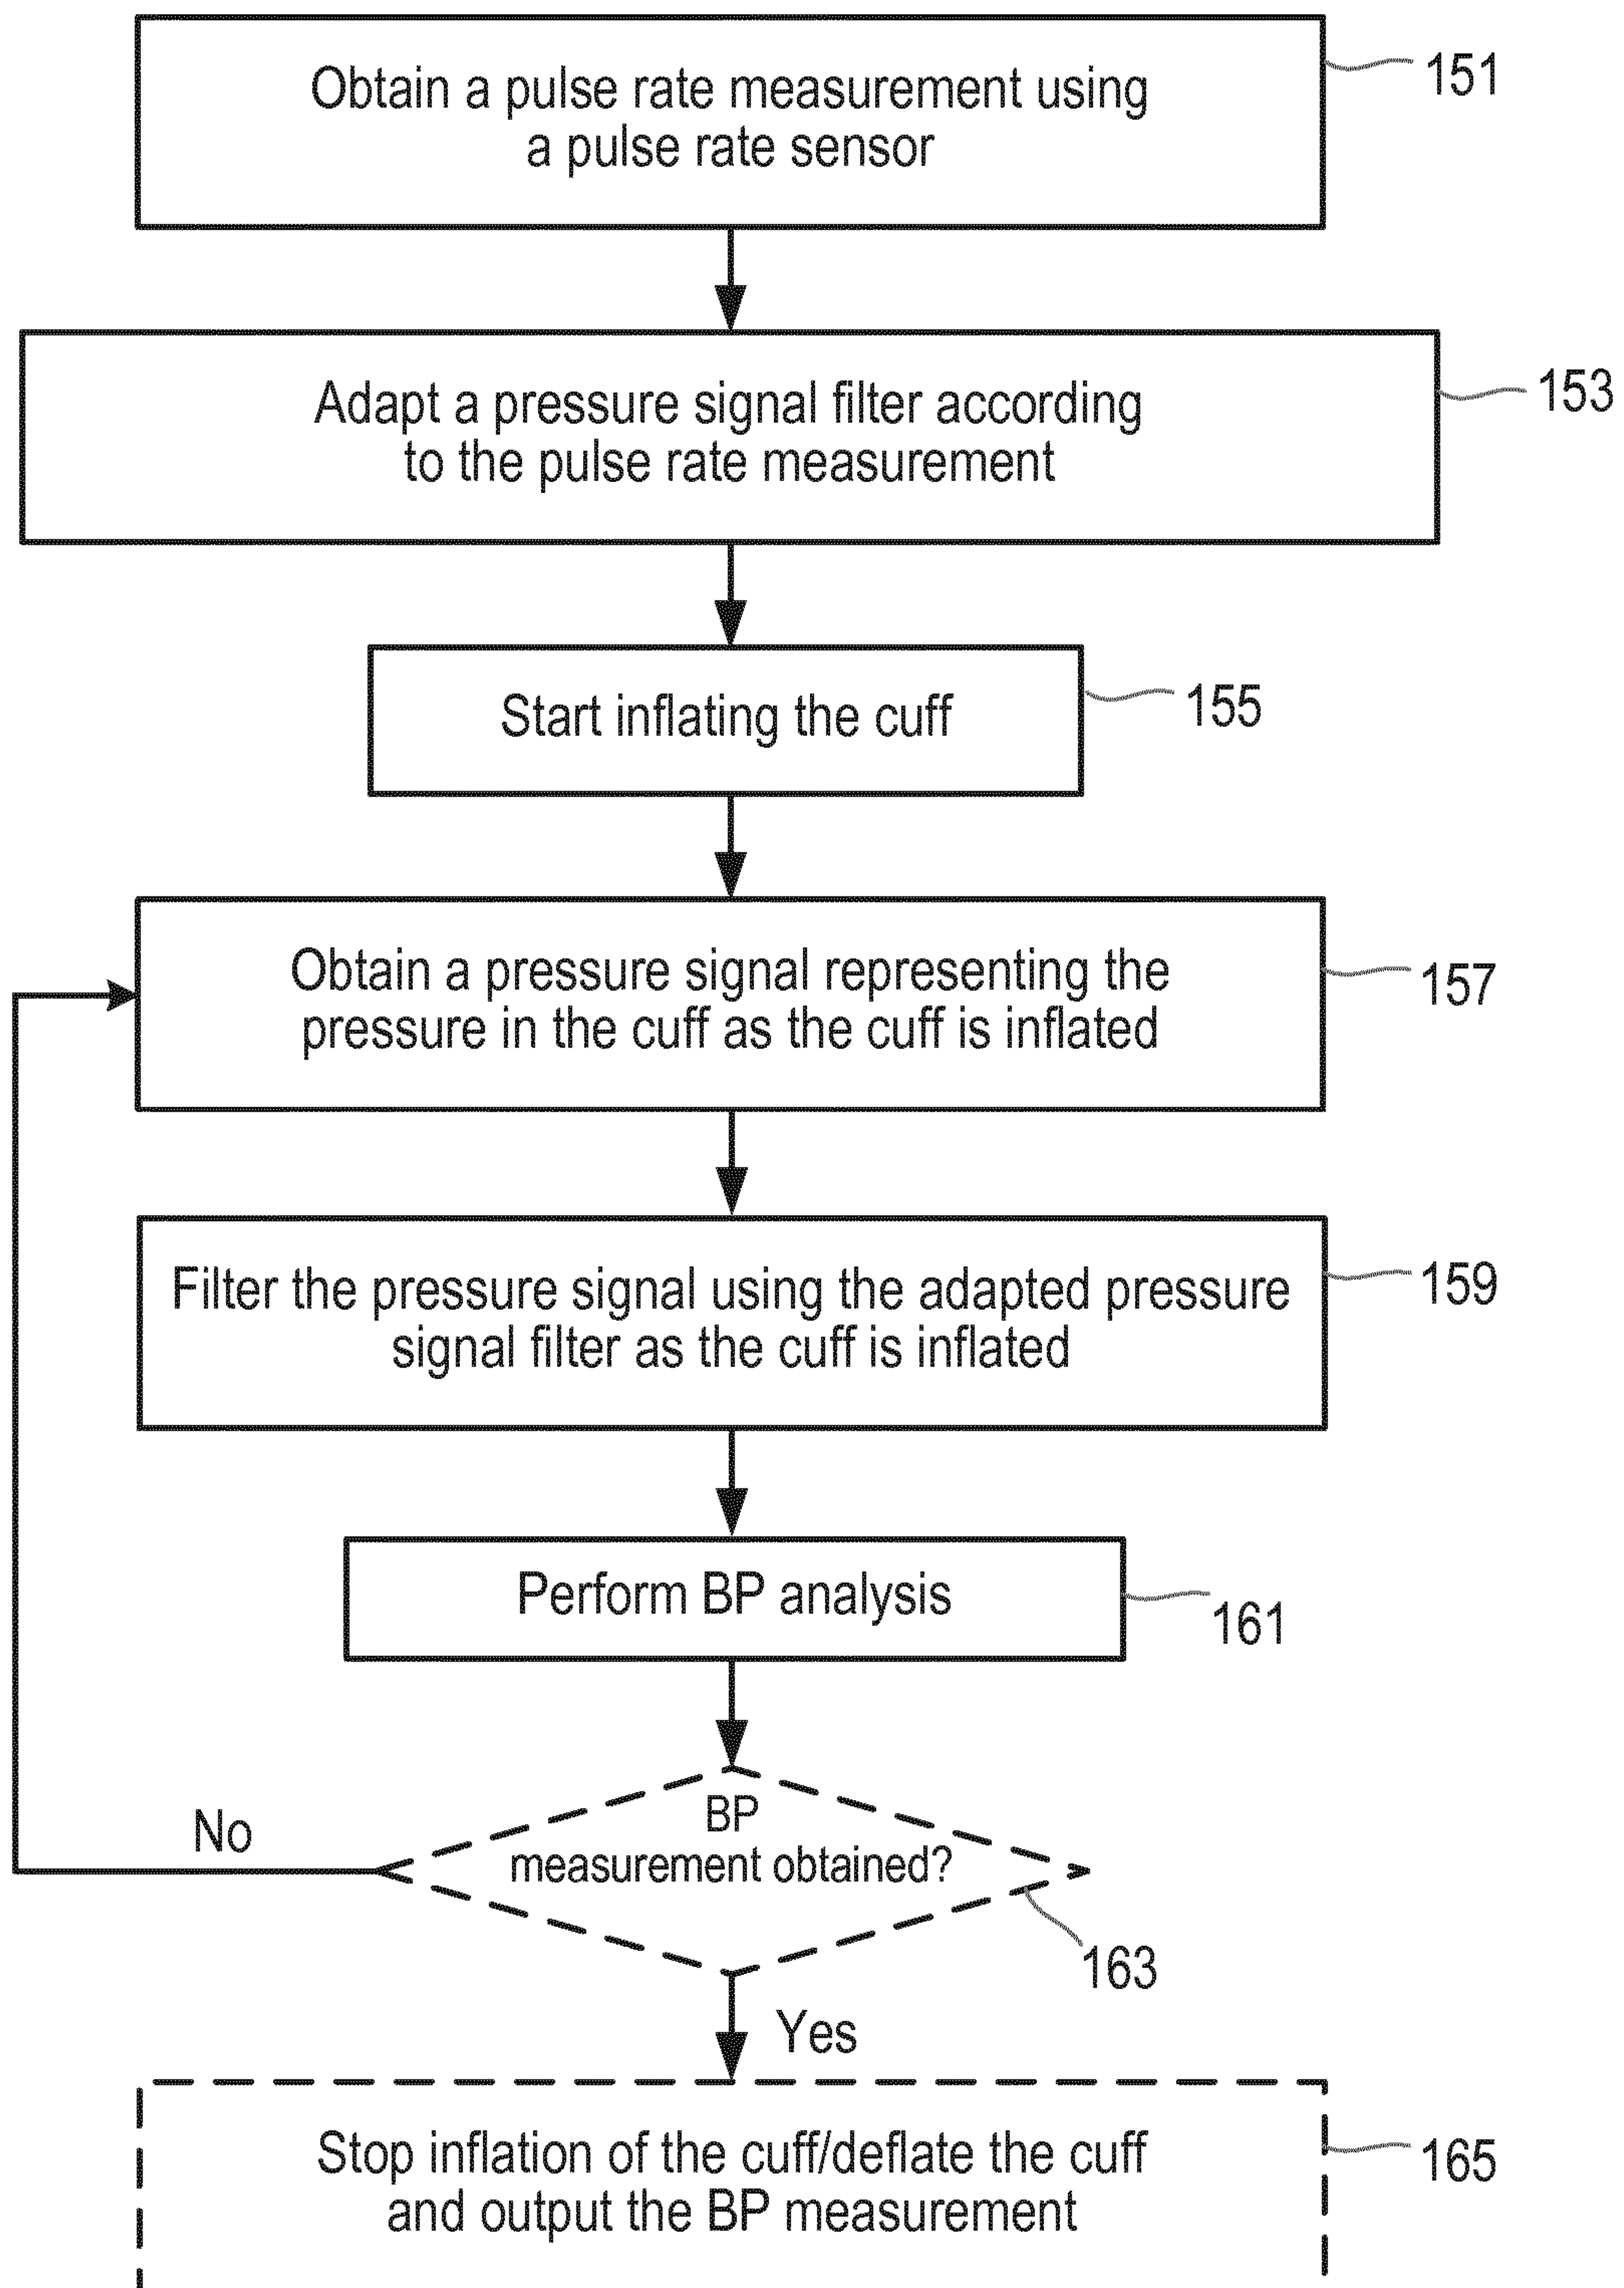 Obtain a pulse rate measurement using
a pulse rate sensor
151
Adapt a pressure signal filter according
to the pulse rate measurement
153
Start inflating the cuff
155
Obtain a pressure signal representing the
pressure in the cuff as the cuff is inflated
157
Filter the pressure signal using the adapted pressure
signal filter as the cuff is inflated
159
Perform BP analysis
161
BP
measurement obtained?
No
163
Yes
Stop inflation of the cuff/deflate the cuff
and output the BP measurement
165